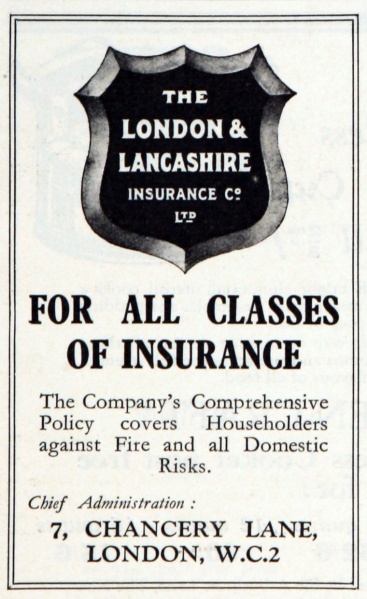 THE
LONDON &
LANCASHIRE
INSURANCE Cº
LTD
FOR ALL CLASSES
OF INSURANCE
The Company's Comprehensive
Policy covers Householders
against Fire and all Domestic
Risks.
Chief Administration :
7, CHANCERY LANE,
LONDON, W.C.2